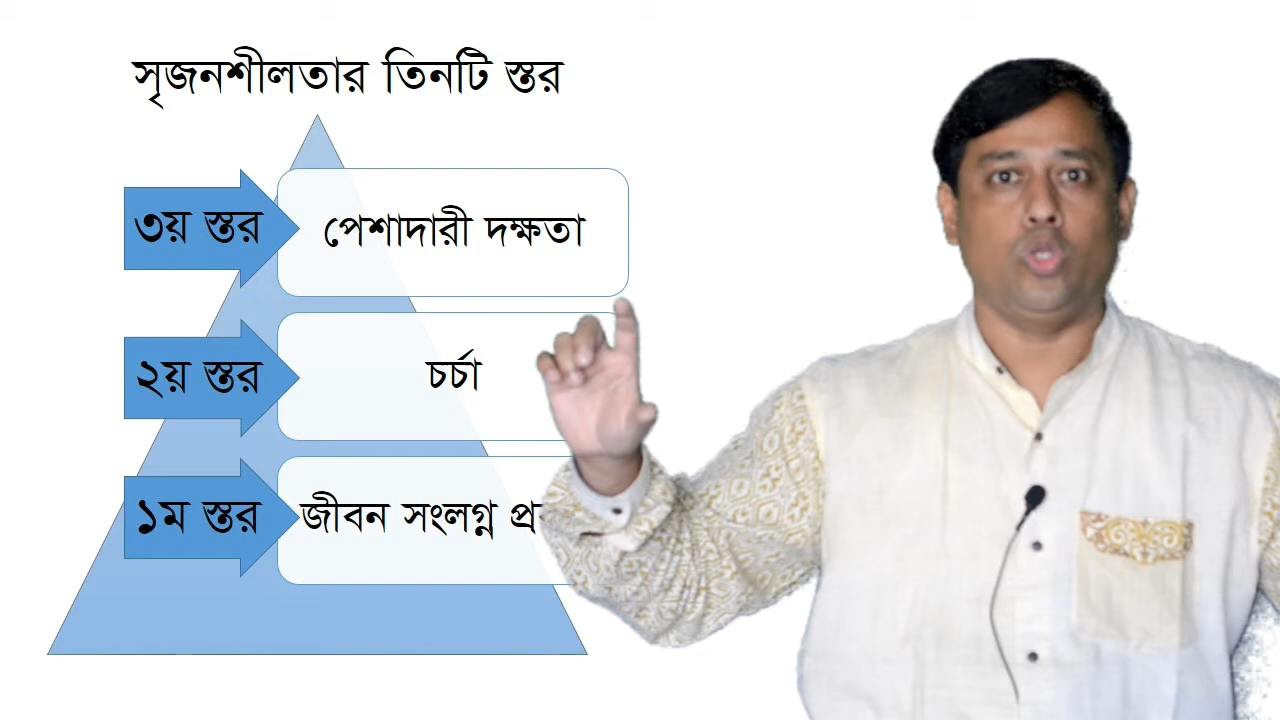 সৃজনশীলতার তিনটি স্তর
৩য় স্তর
পেশাদারী দক্ষতা
২য় স্তর
চর্চা
১ম স্তর
জীবন সংলগ্ন